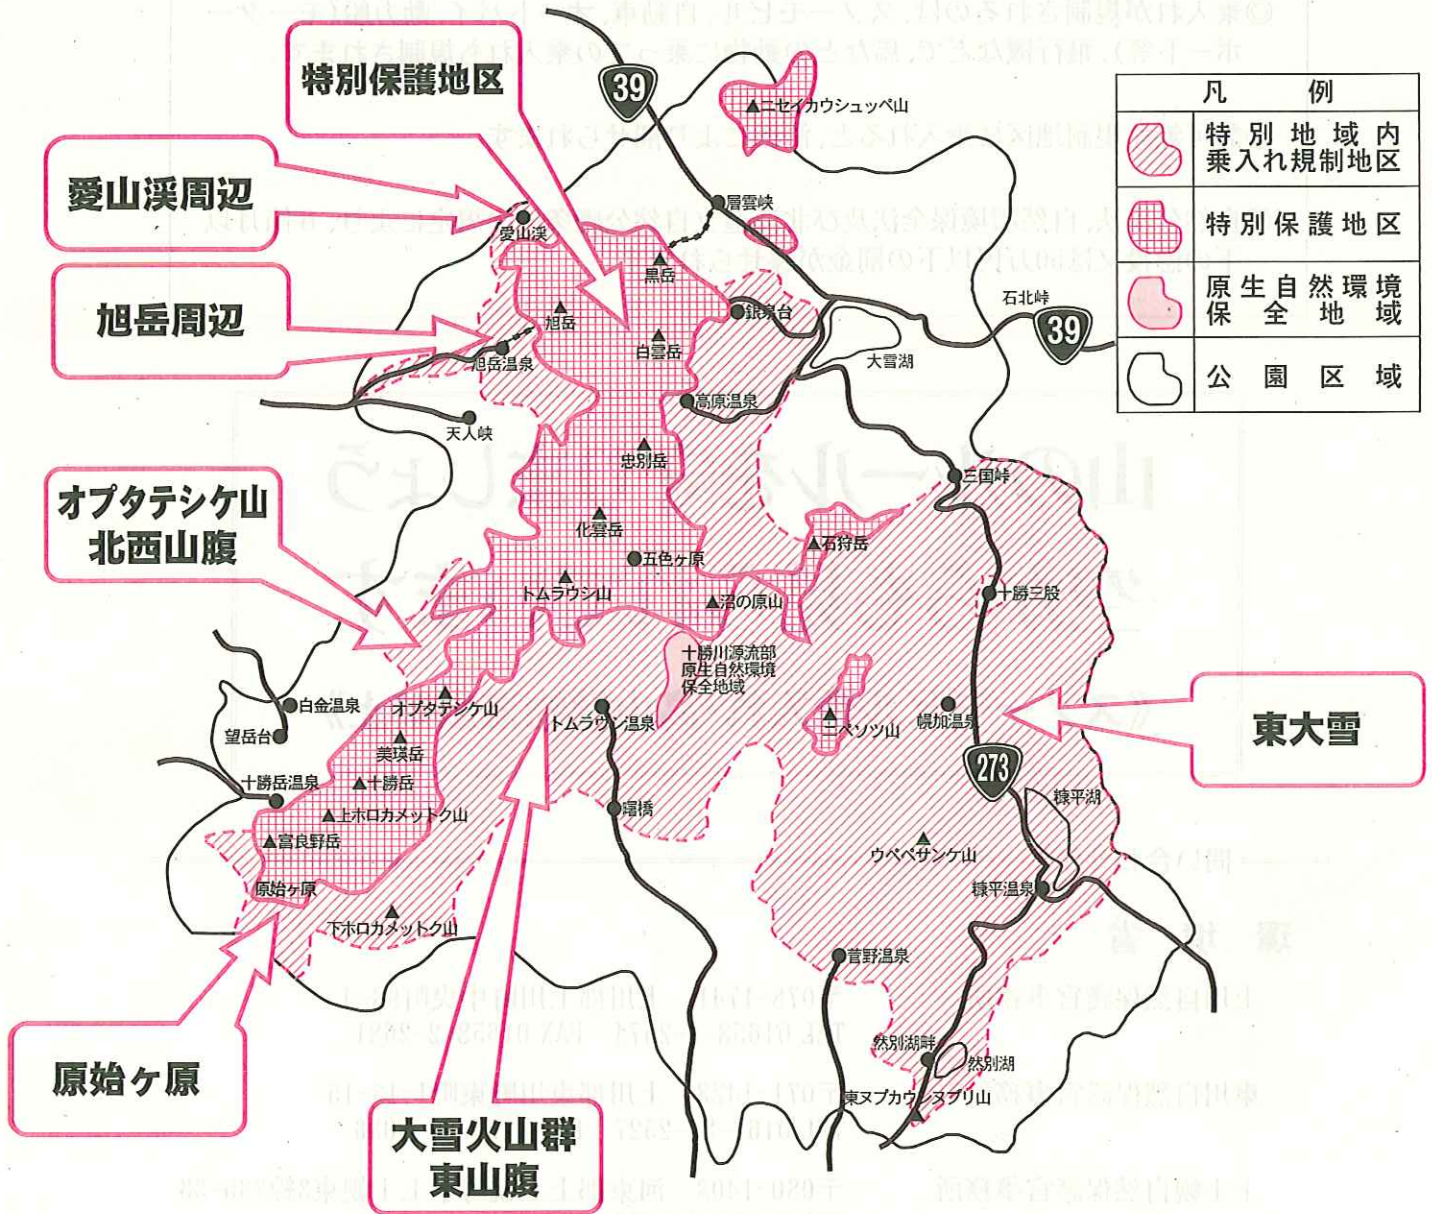 特別保護地区
愛山渓周辺
旭岳周辺
オプタテシケ山
北西山腹
原始ヶ原
大雪火山群
東山腹
東大雪
凡例
特別地域内
乗入れ規制地区
特別保護地区
原生自然環境
保全地域
公園区域
39
▲ニセイカウシュッペ山
層雲峡
愛山渓
黒岳
石北峠
39
銀泉台
旭岳
白雲岳
大雪湖
旭岳温泉
高原温泉
天人峡
忠別岳
三国峠
化雲岳
▲石狩岳
五色ヶ原
トムラウシ山
▲沼の原山
十勝三股
十勝川源流部
原生自然環境
保全地域
オプタテシケ山
白金温泉
トムラウシ温泉
ニペソツ山
幌加温泉
望岳台
美瑛岳
273
十勝岳温泉
▲十勝岳
糠平湖
▲上ホロカメットク山
曙橋
▲富良野岳
ウペペサンケ山
原始ヶ原
糠平温泉
下ホロカメットク山
菅野温泉
然別湖畔
然別湖
東ヌプカウシヌプリ山